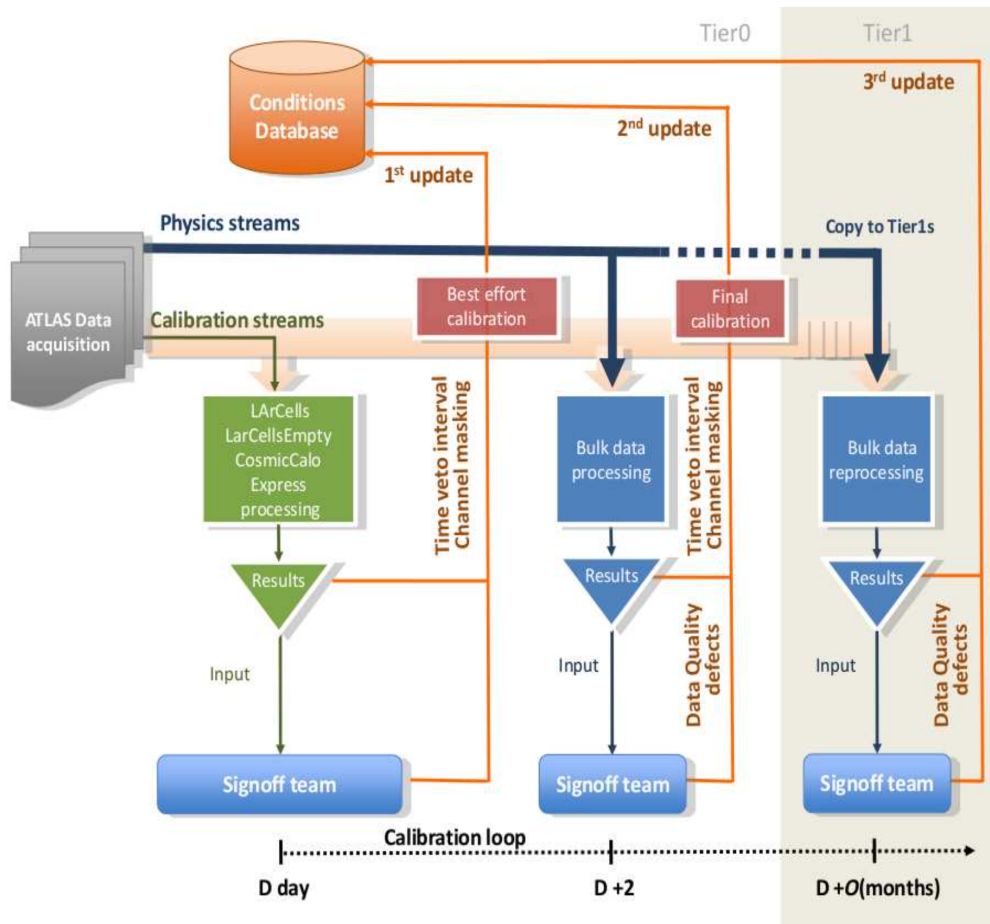 Tier0
Tier1
Conditions
Database
3rd update
2nd update
1st update
Physics streams
Copy to Tier1s
ATLAS Data
acquisition
Calibration streams
Best effort
calibration
Final
calibration
LArCells
LarCellsEmpty
CosmicCalo
Express
processing
Time veto interval
Channel masking
Bulk data
processing
Time veto interval
Channel masking
Bulk data
reprocessing
Results
Results
Results
Input
Input
Data Quality
defects
Input
Data Quality
defects
Signoff team
Signoff team
Signoff team
Calibration loop
D day
D +2
D +O(months)